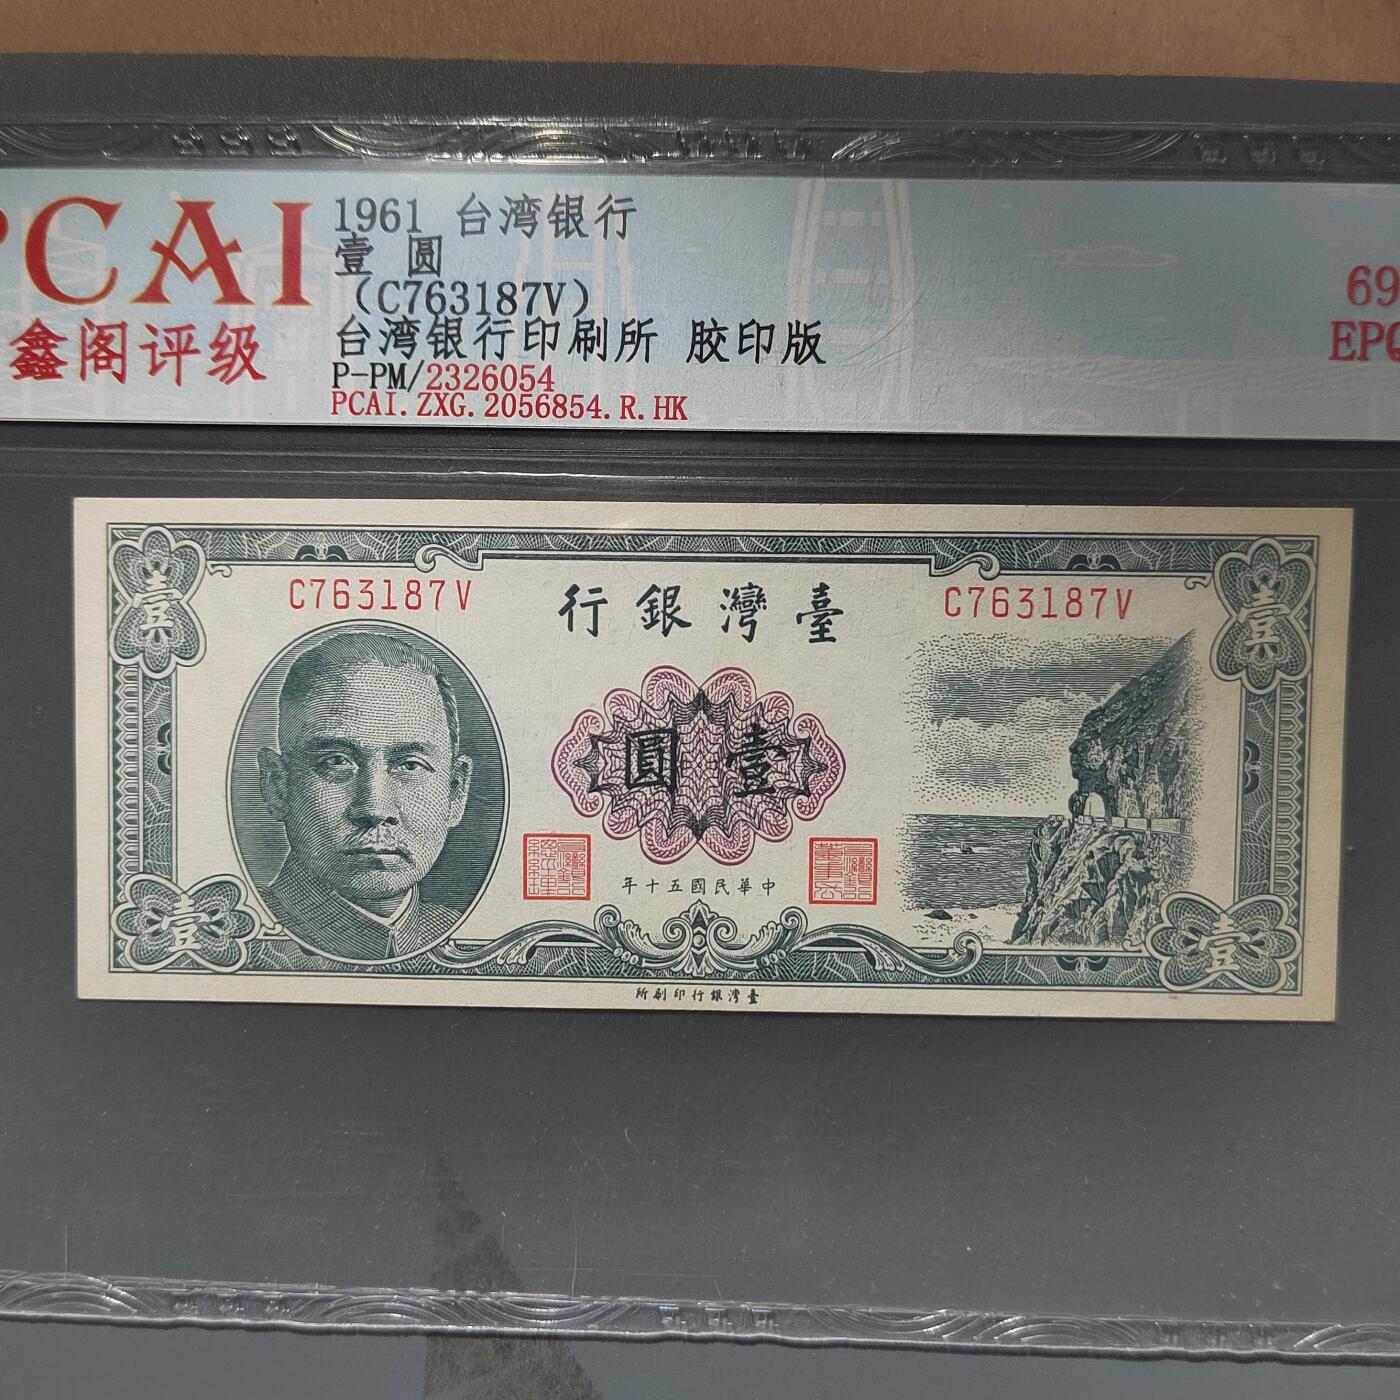 PCAI
鑫阁评级
1961 台湾银行
壹 圆
(C763187V)
台湾银行印刷所 胶印版
P-PM/2326054
PCAI.ZXG.2056854.R.HK
69
EPQ
壹
壹
C763187V
行銀灣臺
C763187V
圓壹
年十五國民華中
壹
壹
所刷印行銀灣臺